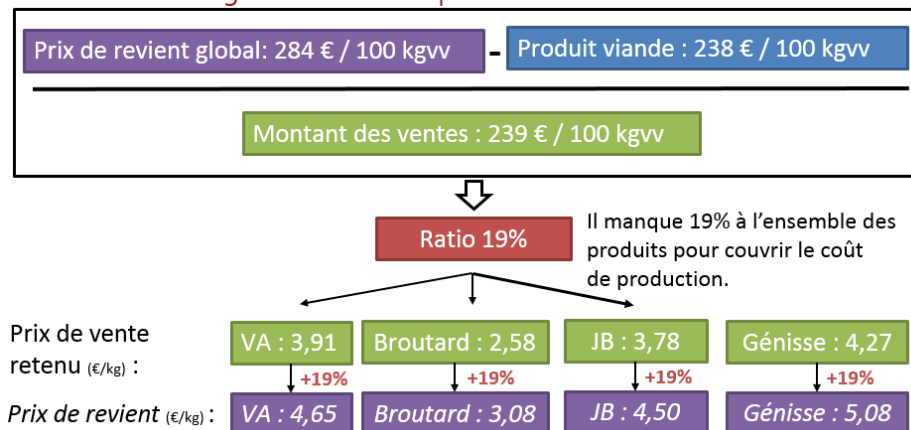 Prix de revient global: 284 € / 100 kgvv - Produit viande : 238 € / 100 kgvv
Montant des ventes : 239 € / 100 kgvv
Ratio 19%
Il manque 19% à l'ensemble des
produits pour couvrir le coût
de production.
Prix de vente
retenu (€/kg) :
VA : 3,91 Broutard : 2,58 JB : 3,78 Génisse : 4,27
+19% +19% +19% +19%
Prix de revient (€/kg) : VA : 4,65 Broutard : 3,08 JB : 4,50 Génisse : 5,08